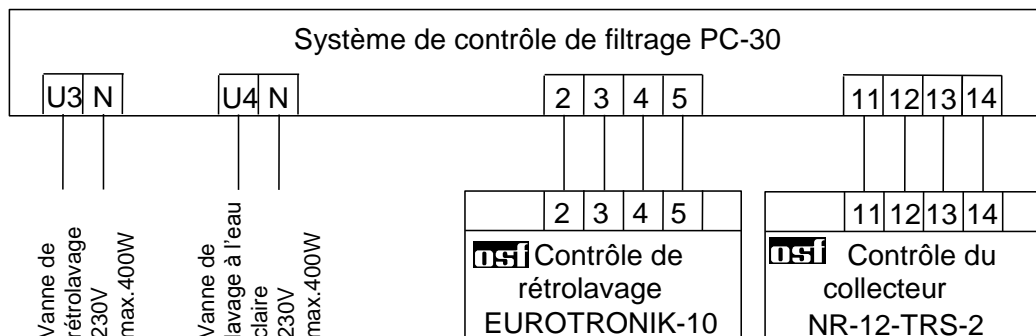 Système de contrôle de filtrage PC-30
U3 N
U4 N
2 3 4 5
11 12 13 14
Vanne de
rétrolavage
230V
max.400W
Vanne de
lavage à l'eau
claire
230V
max.400W
2 3 4 5
osf Contrôle de
rétrolavage
EUROTRONIK-10
11 12 13 14
osf Contrôle du
collecteur
NR-12-TRS-2